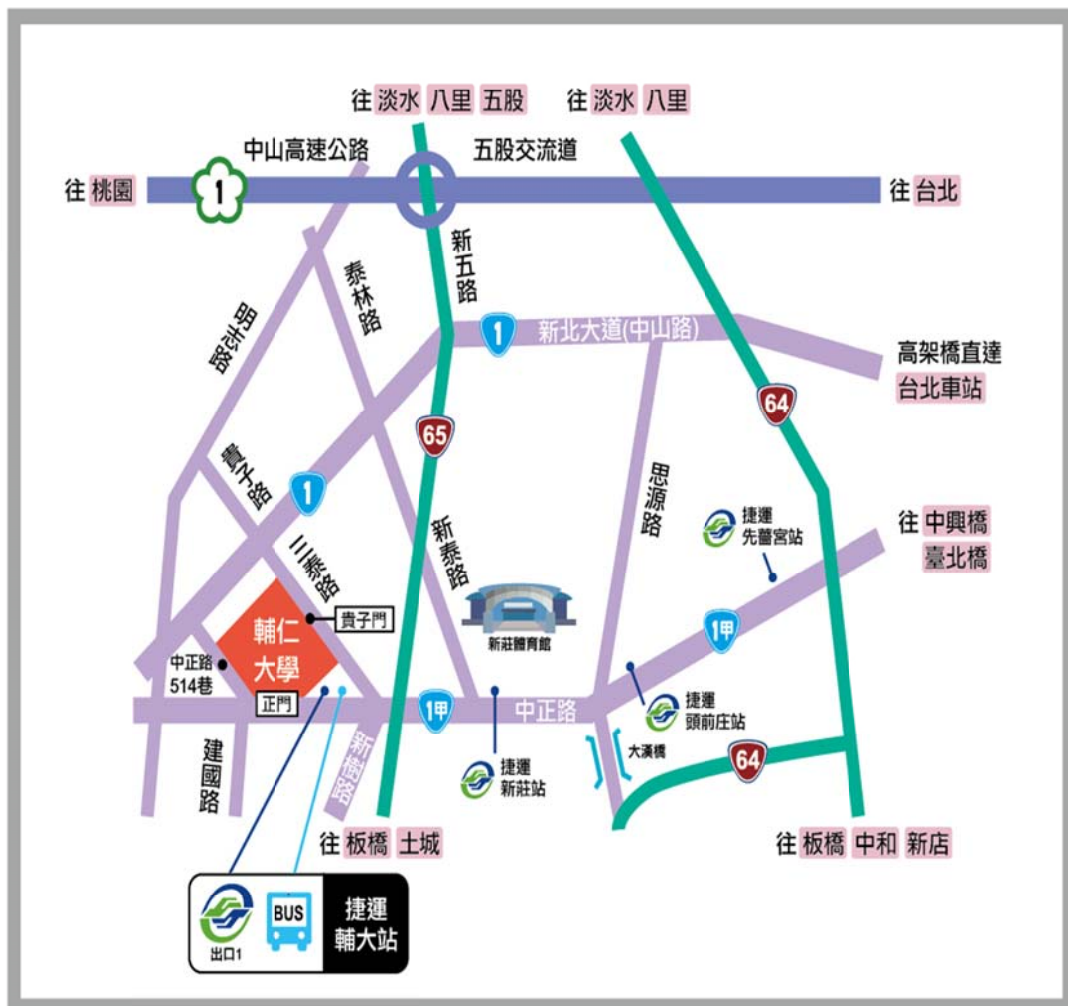 往 淡水 八里 五股
往 淡水 八里
中山高速公路
五股交流道
往 桃園
1
往 台北
新五路
泰林路
明志路
1
新北大道(中山路)
高架橋直達
台北車站
64
65
貴子路
1
思源路
新泰路
三泰路
捷運
先嗇宮站
往 中興橋
臺北橋
新莊體育館
貴子門
輔仁
大學
1甲
中正路
514巷
正門
1甲
中正路
捷運
頭前庄站
大漢橋
建國路
新樹路
捷運
新莊站
64
往 板橋 土城
往 板橋 中和 新店
BUS
出口1
捷運
輔大站